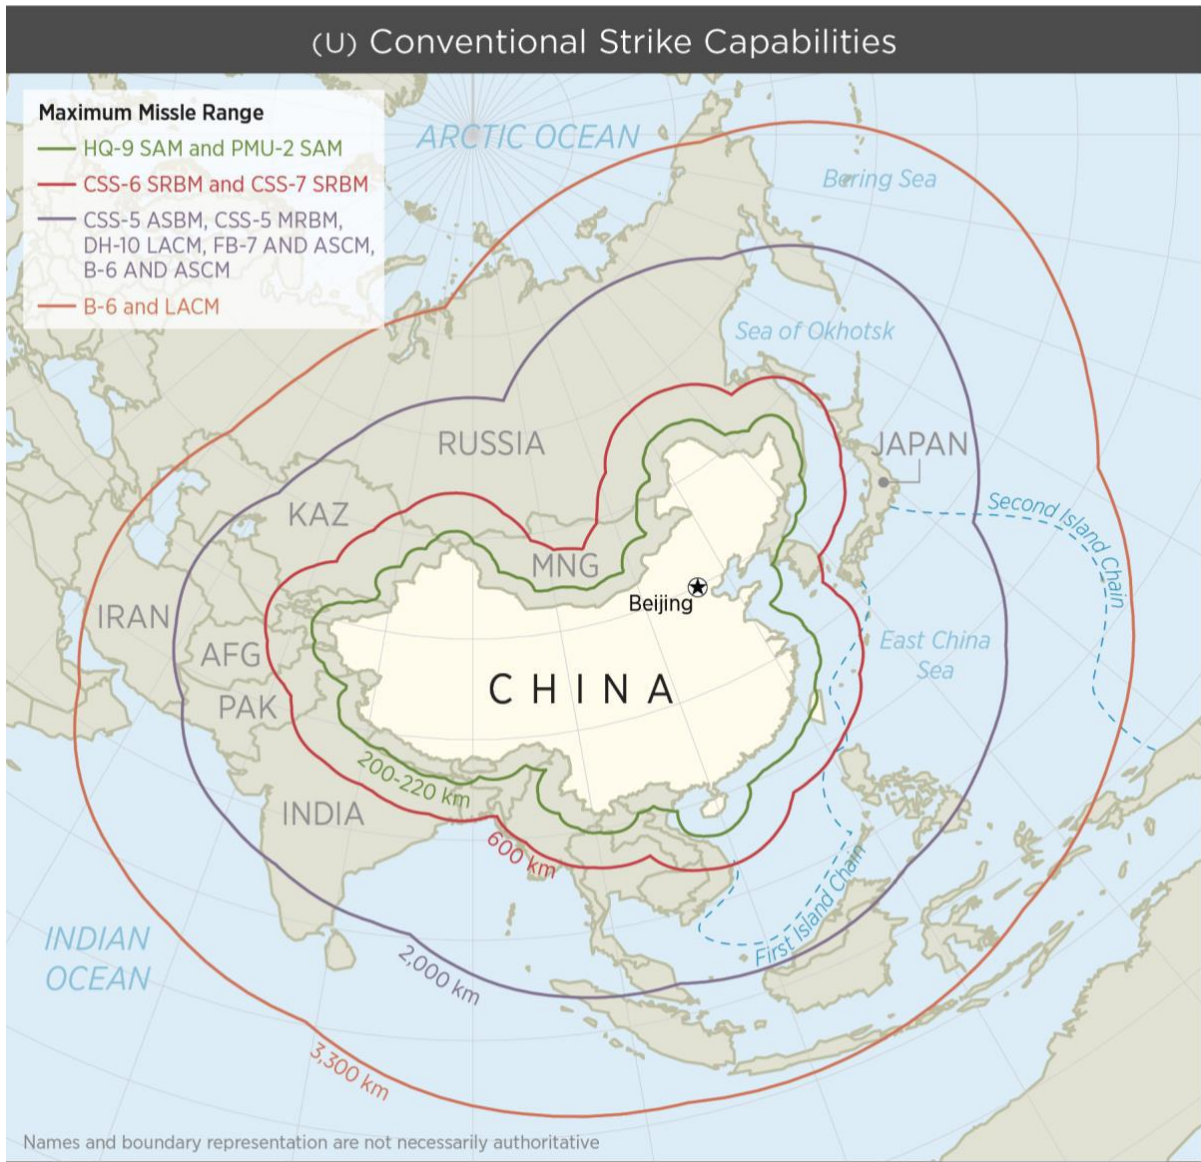 (U) Conventional Strike Capabilities
Maximum Missle Range
HQ-9 SAM and PMU-2 SAM
CSS-6 SRBM and CSS-7 SRBM
CSS-5 ASBM, CSS-5 MRBM,
DH-10 LACM, FB-7 AND ASCM,
B-6 AND ASCM
B-6 and LACM
ARCTIC OCEAN
Bering Sea
Sea of Okhotsk
RUSSIA
JAPAN
KAZ
Second Island Chain
MNG
Beijing
IRAN
AFG
East China
Sea
PAK
CHINA
200-220 km
INDIA
600 km
First Island Chain
INDIAN
OCEAN
2,000 km
3,300 km
Names and boundary representation are not necessarily authoritative